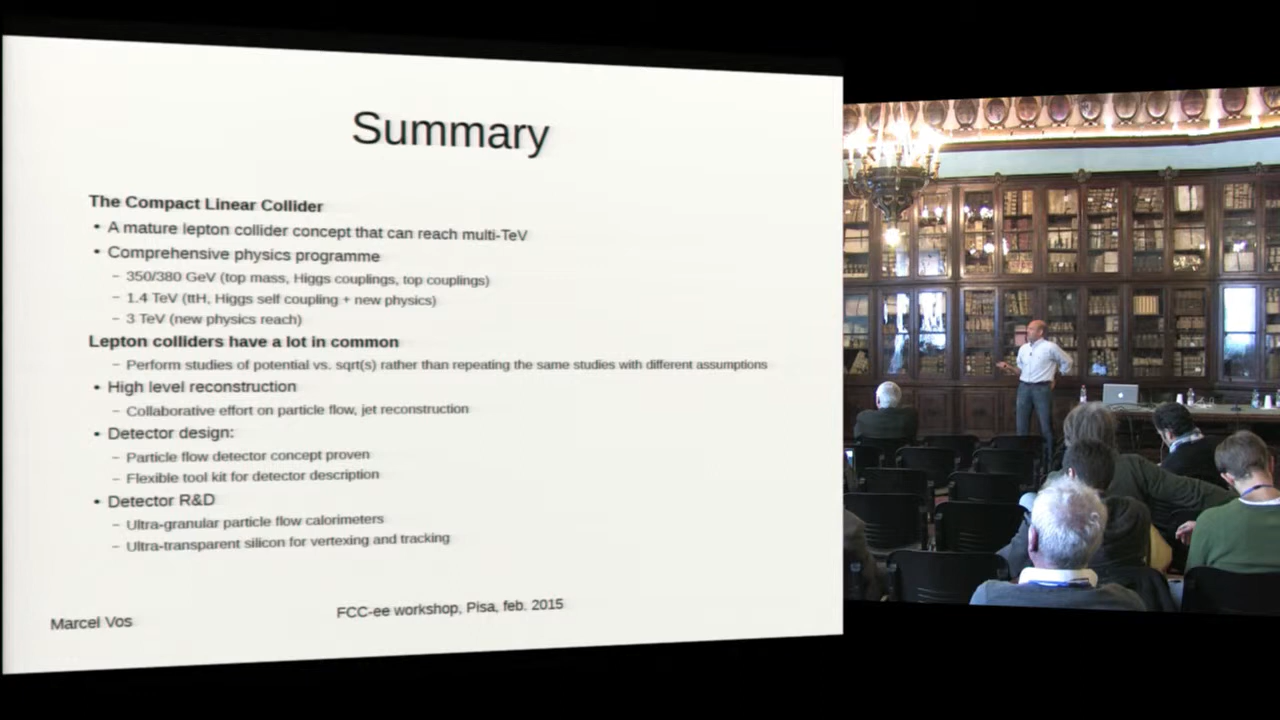 Summary
The Compact Linear Collider
• A mature lepton collider concept that can reach multi-TeV
• Comprehensive physics programme
– 350/380 GeV (top mass, Higgs couplings, top couplings)
– 1.4 TeV (ttH, Higgs self coupling + new physics)
– 3 TeV (new physics reach)
Lepton colliders have a lot in common
– Perform studies of potential vs. sqrt(s) rather than repeating the same studies with different assumptions
• High level reconstruction
– Collaborative effort on particle flow, jet reconstruction
• Detector design:
– Particle flow detector concept proven
– Flexible tool kit for detector description
• Detector R&D
– Ultra-granular particle flow calorimeters
– Ultra-transparent silicon for vertexing and tracking
Marcel Vos
FCC-ee workshop, Pisa, feb. 2015